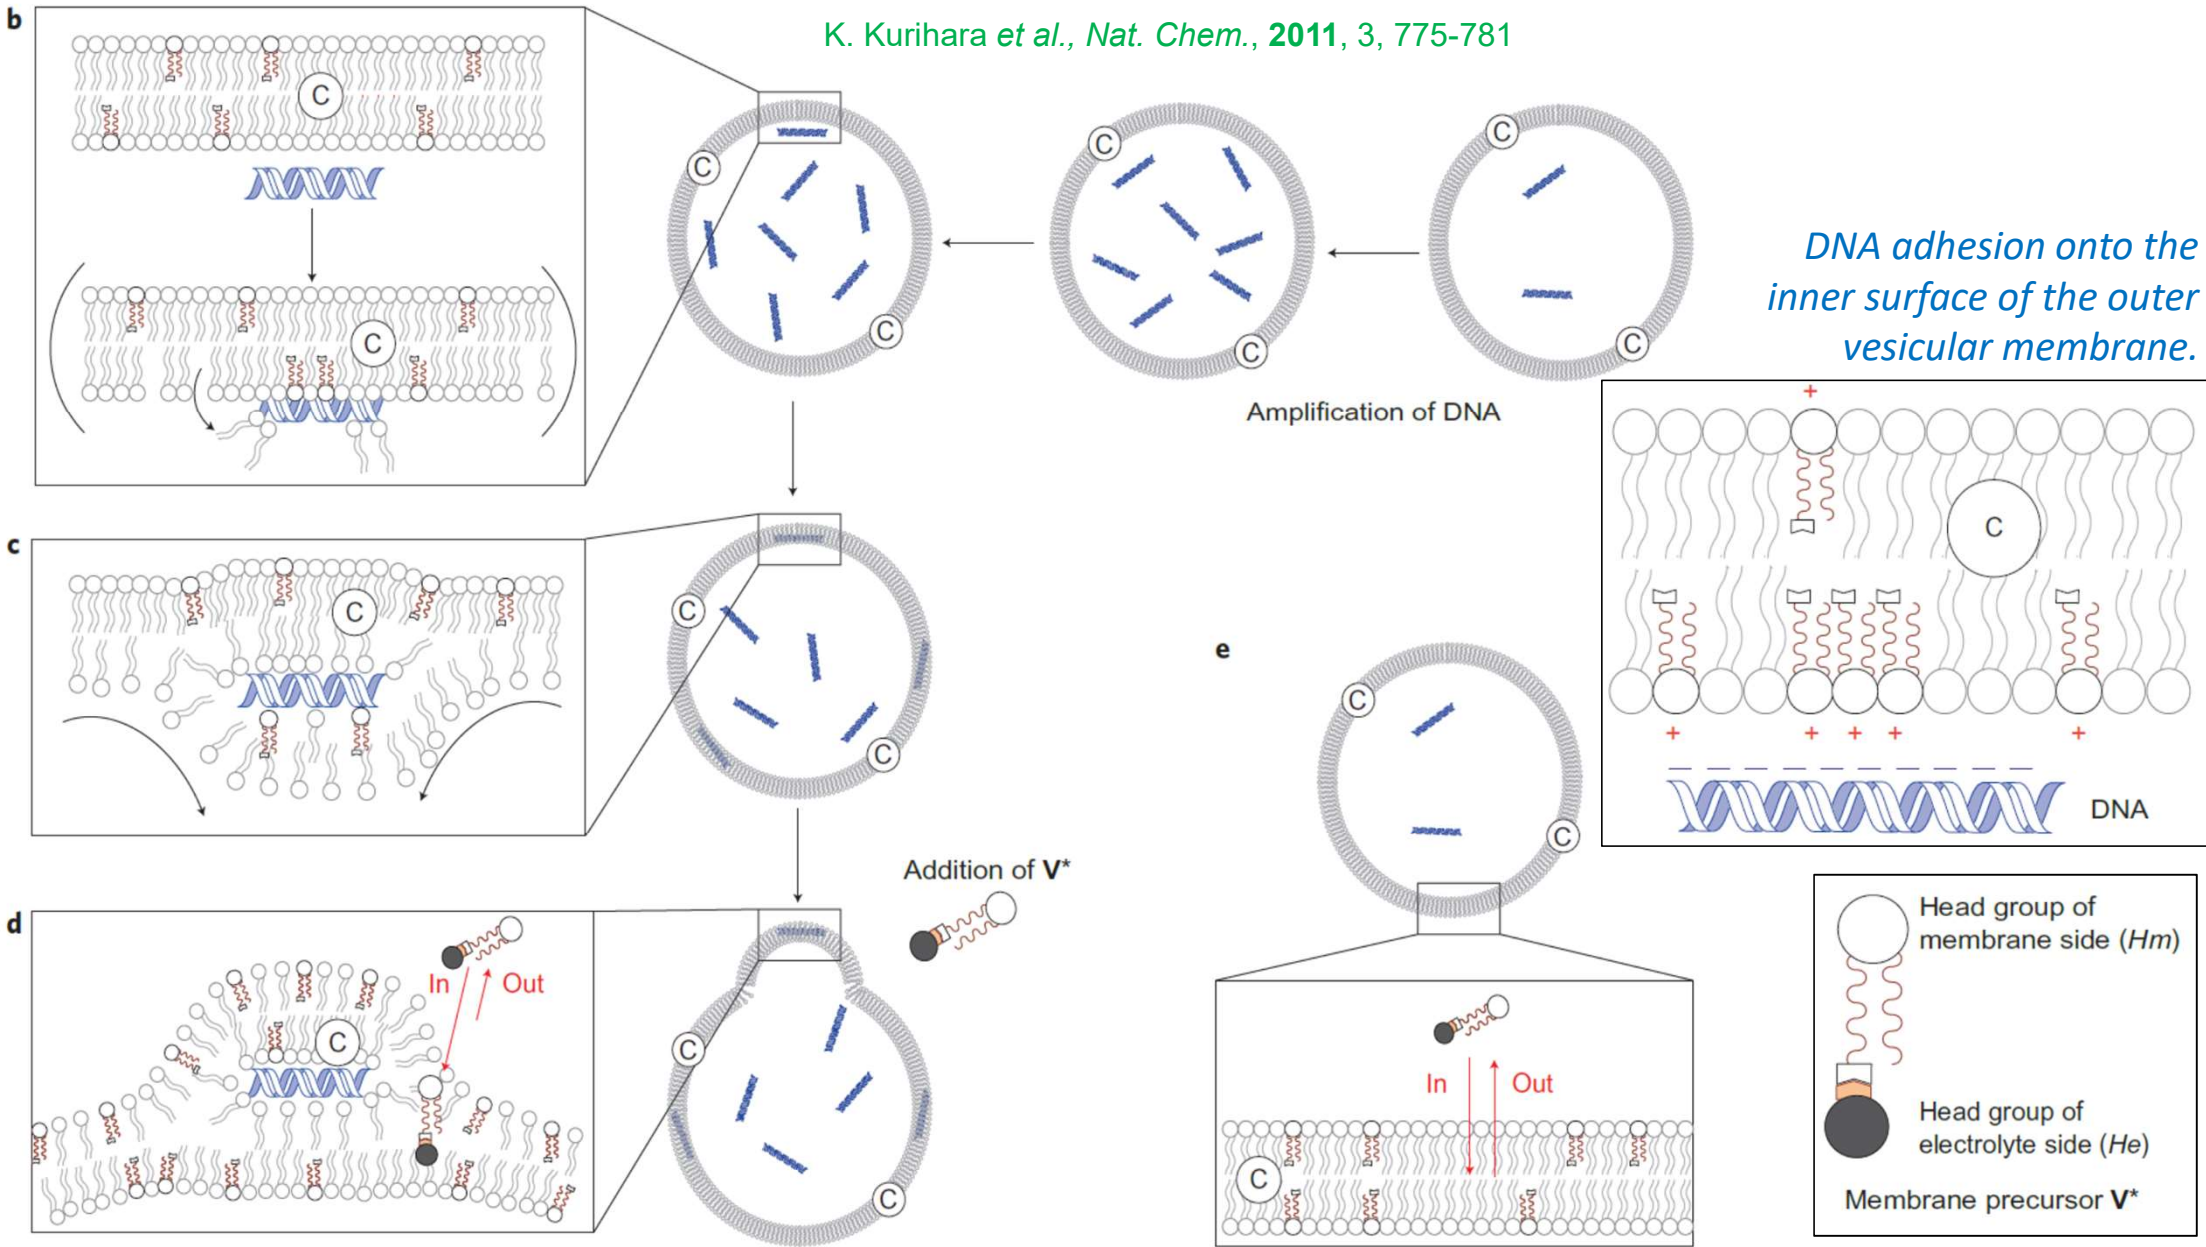 K. Kurihara et al., Nat. Chem., 2011, 3, 775-781
b
C
C
C
C
C
C
C
C
C
Amplification of DNA
DNA adhesion onto the
inner surface of the outer
vesicular membrane.
+
C
+ + + + +
— — — — — — — — —
DNA
c
C
C
C
d
In
Out
C
C
C
Addition of V*
e
C
C
In
Out
C
Head group of
membrane side (Hm)
Head group of
electrolyte side (He)
Membrane precursor V*